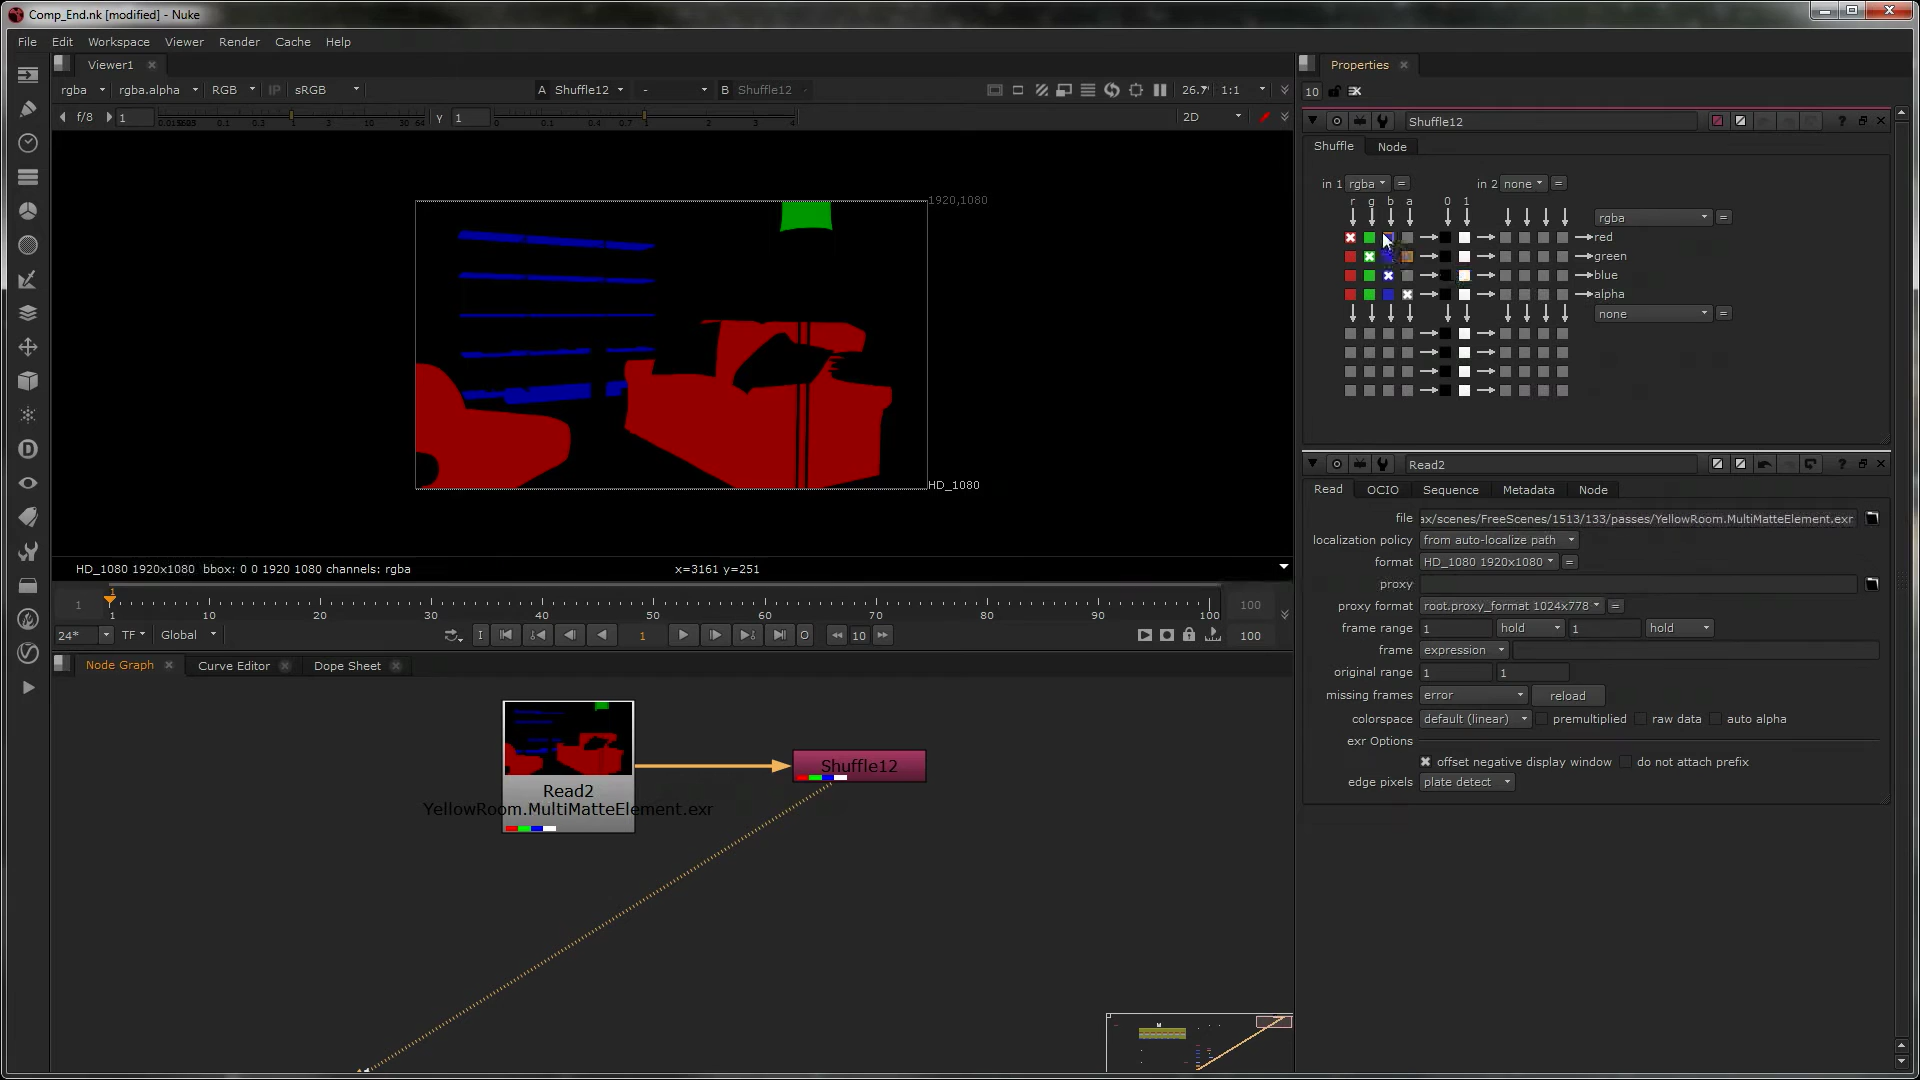 Comp_End.nk [modified] - Nuke
File Edit Workspace Viewer Render Cache Help
Viewer1
rgba rgba.alpha RGB IP sRGB A Shuffle12 - B Shuffle12 26.7 1:1
f/8 1 y 1 2D
1920,1080
HD_1080
HD_1080 1920x1080 bbox: 0 0 1920 1080 channels: rgba x=3161 y=251
1 1 100
1 10 20 30 40 50 60 70 80 90 100
24* TF Global I 1 O 10 100
Node Graph Curve Editor Dope Sheet
Read2
YellowRoom.MultiMatteElement.exr
Shuffle12
Properties
10
Shuffle12
Shuffle Node
in 1 rgba = in 2 none =
r g b a 0 1
rgba =
red
green
blue
alpha
none =
Read2
Read OCIO Sequence Metadata Node
file ax/scenes/FreeScenes/1513/133/passes/YellowRoom.MultiMatteElement.exr
localization policy from auto-localize path
format HD_1080 1920x1080 =
proxy
proxy format root.proxy_format 1024x778 =
frame range 1 hold 1 hold
frame expression
original range 1 1
missing frames error reload
colorspace default (linear) premultiplied raw data auto alpha
exr Options
offset negative display window do not attach prefix
edge pixels plate detect